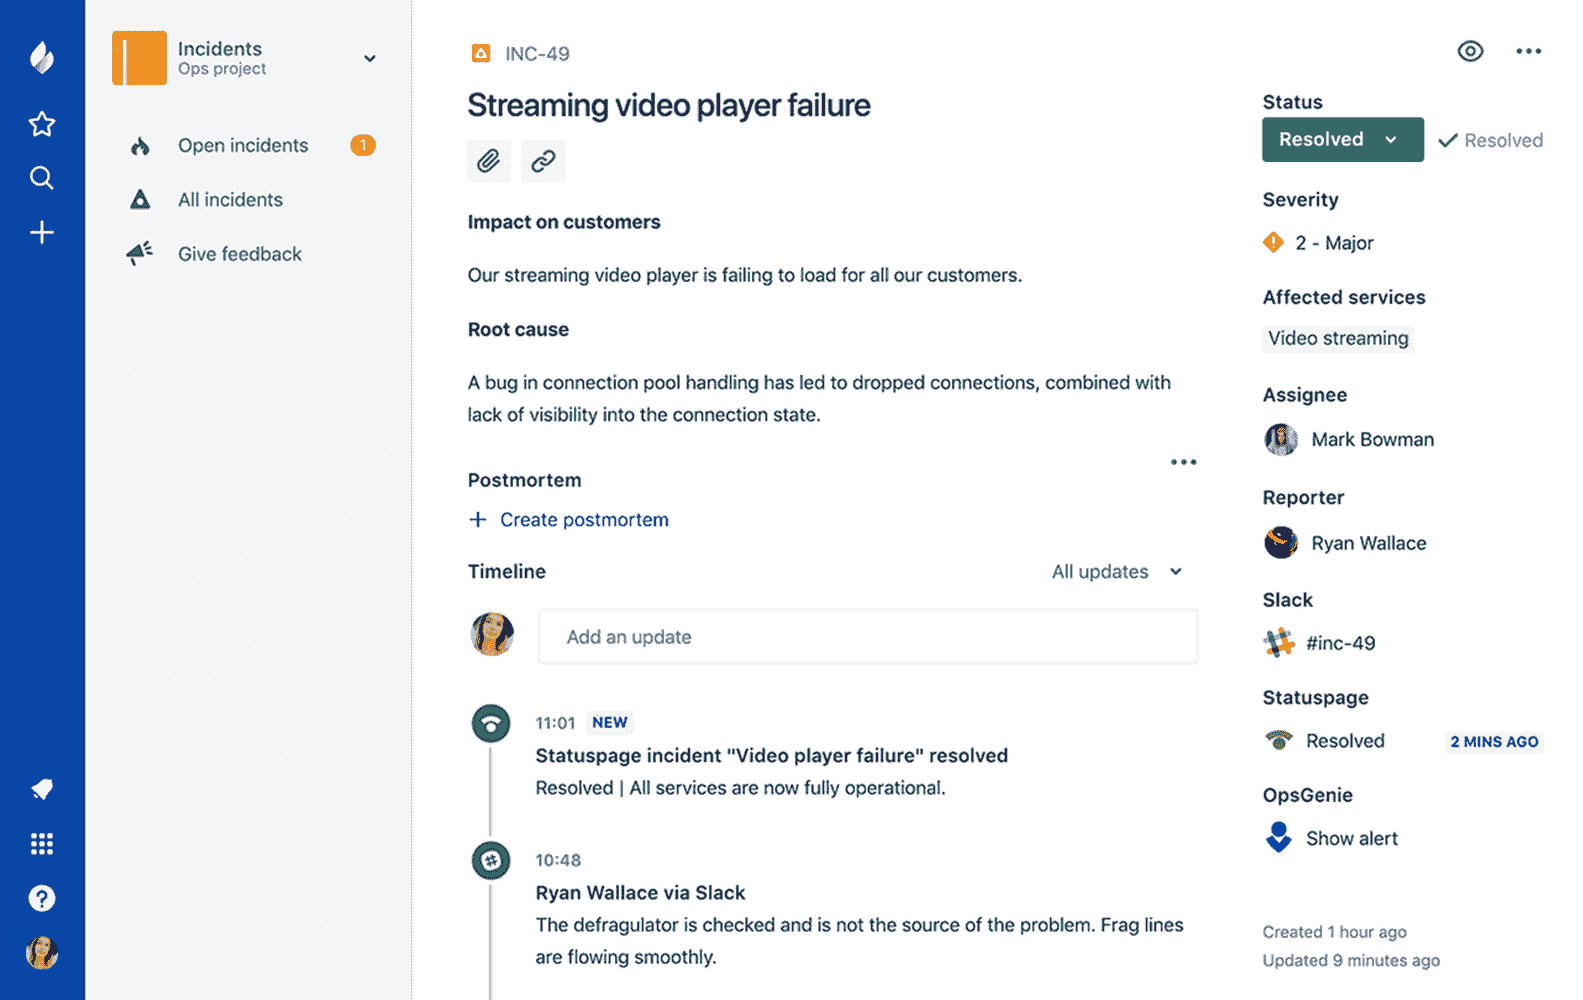 Incidents
Ops project
Open incidents 1
All incidents
Give feedback
INC-49
Streaming video player failure
Impact on customers
Our streaming video player is failing to load for all our customers.
Root cause
A bug in connection pool handling has led to dropped connections, combined with
lack of visibility into the connection state.
Postmortem
+ Create postmortem
Timeline
All updates
Add an update
11:01 NEW
Statuspage incident "Video player failure" resolved
Resolved | All services are now fully operational.
10:48
Ryan Wallace via Slack
The defragulator is checked and is not the source of the problem. Frag lines
are flowing smoothly.
Status
Resolved
Resolved
Severity
2 - Major
Affected services
Video streaming
Assignee
Mark Bowman
Reporter
Ryan Wallace
Slack
#inc-49
Statuspage
Resolved 2 MINS AGO
OpsGenie
Show alert
Created 1 hour ago
Updated 9 minutes ago